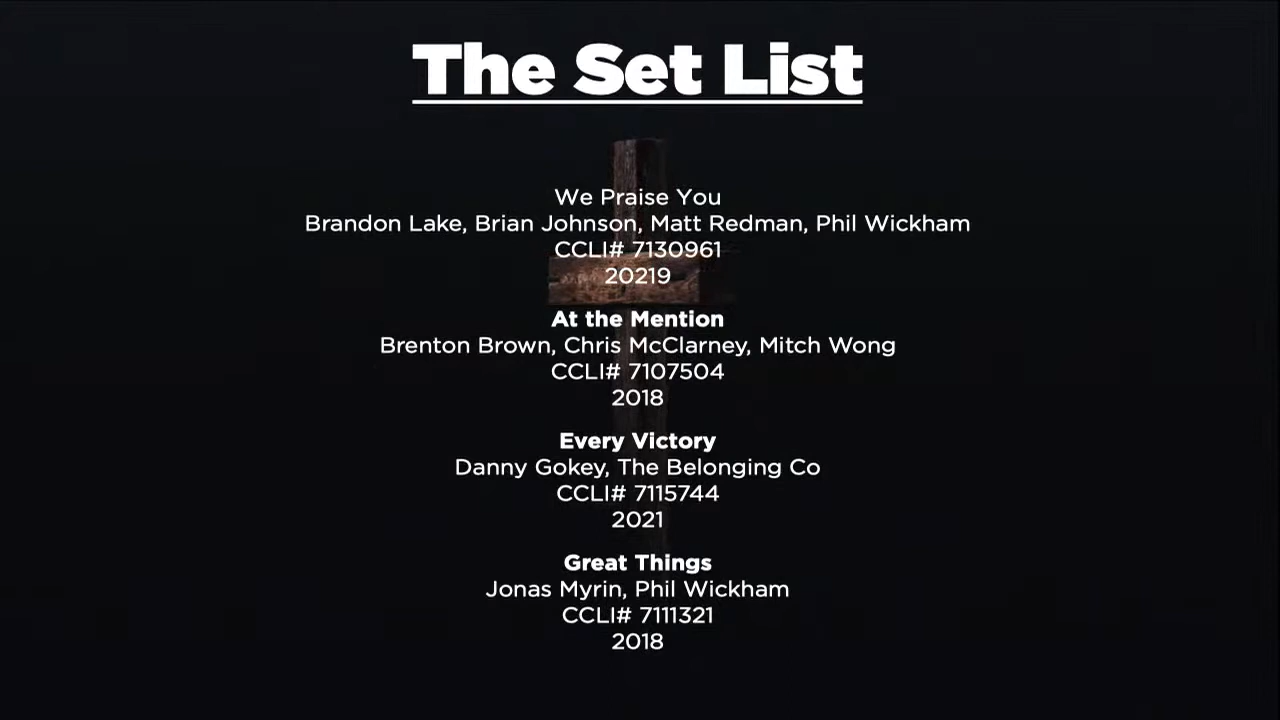 The Set List
We Praise You
Brandon Lake, Brian Johnson, Matt Redman, Phil Wickham
CCLI# 7130961
20219
At the Mention
Brenton Brown, Chris McClarney, Mitch Wong
CCLI# 7107504
2018
Every Victory
Danny Gokey, The Belonging Co
CCLI# 7115744
2021
Great Things
Jonas Myrin, Phil Wickham
CCLI# 7111321
2018